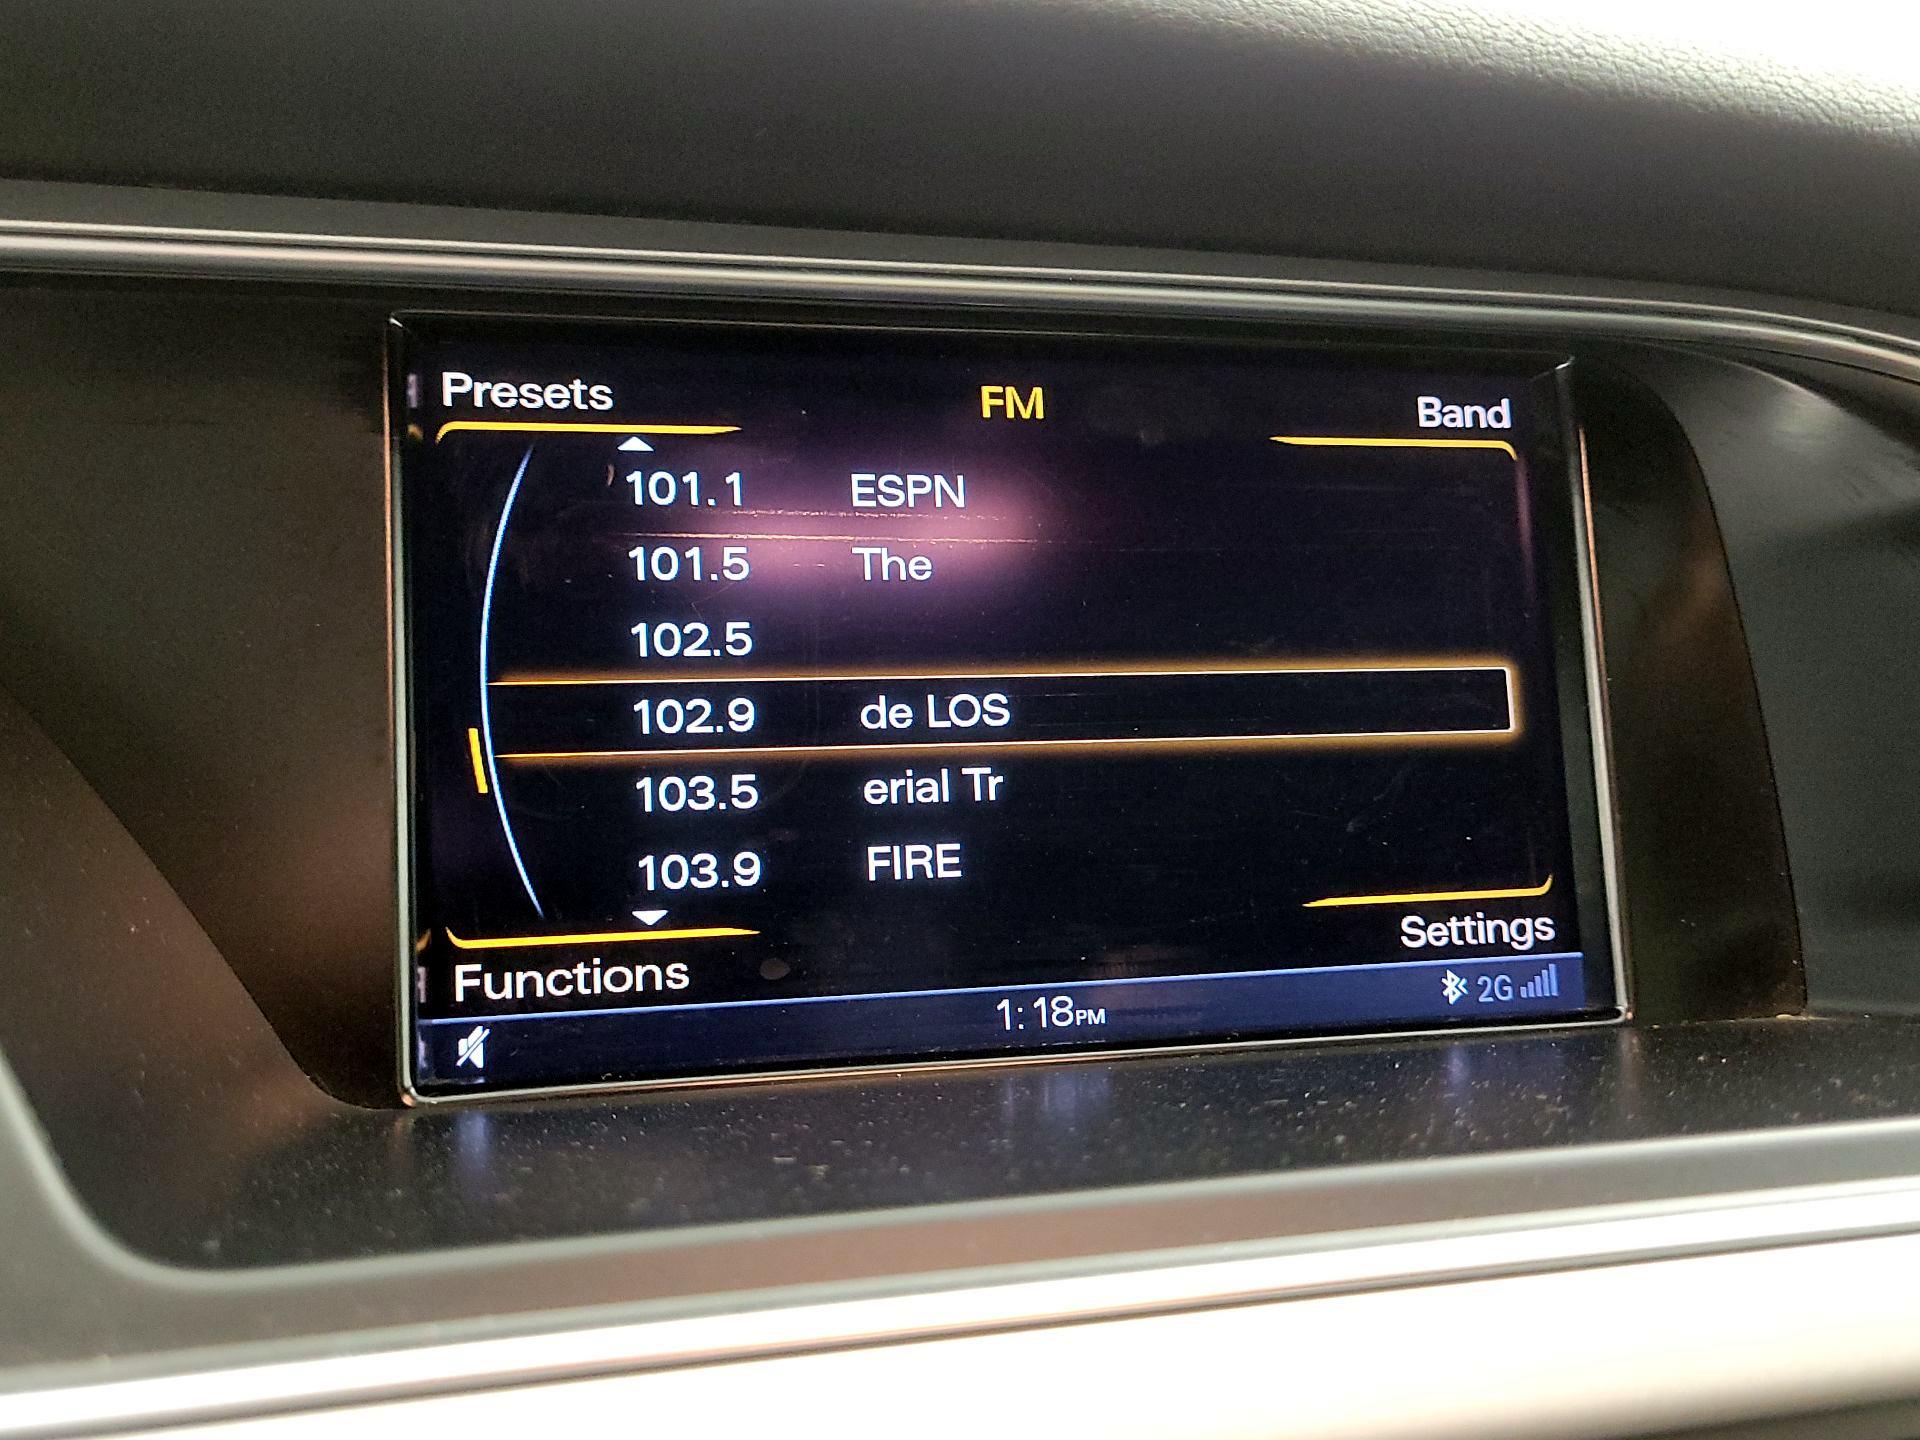 Presets FM Band
101.1 ESPN
101.5 The
102.5
102.9 de LOS
103.5 erial Tr
103.9 FIRE
Functions Settings
1:18PM 2G